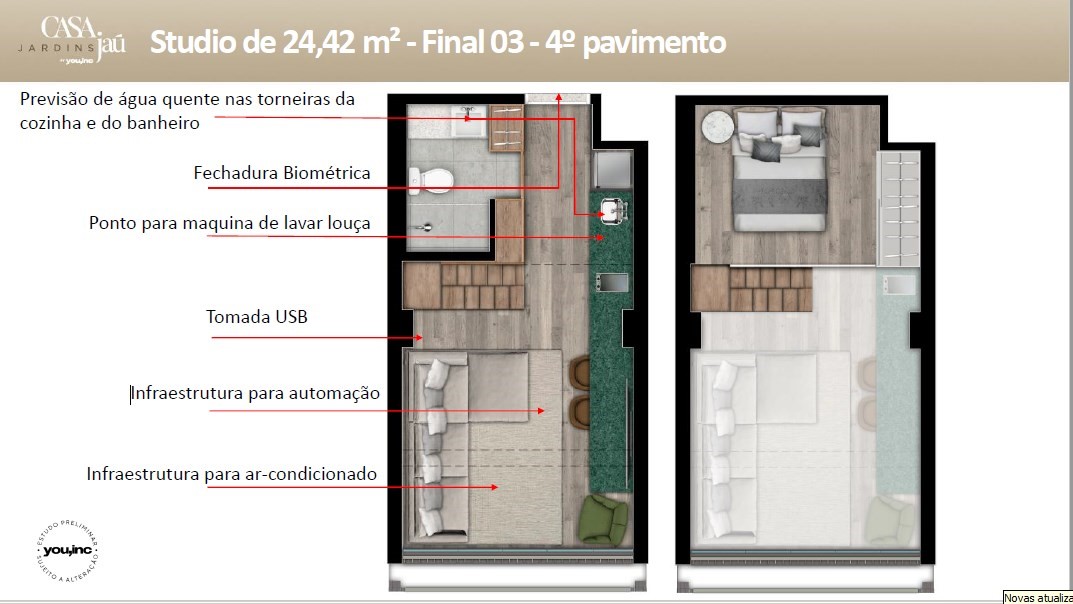 CASA
JARDINS jaú
by you,inc
Studio de 24,42 m² - Final 03 - 4º pavimento
Previsão de água quente nas torneiras da
cozinha e do banheiro
Fechadura Biométrica
Ponto para maquina de lavar louça
Tomada USB
Infraestrutura para automação
Infraestrutura para ar-condicionado
ESTUDO PRELIMINAR
you,inc
SUJEITO A ALTERAÇÃO
Novas atualiza